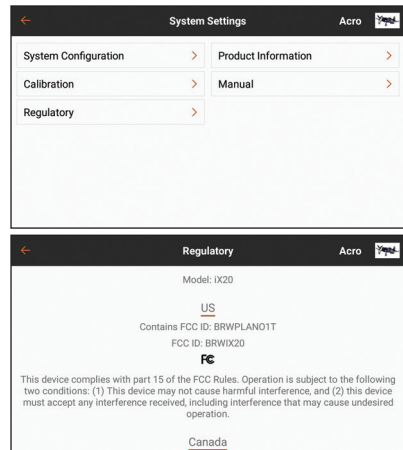 System Settings
Acro
System Configuration
Product Information
Calibration
Manual
Regulatory
Regulatory
Acro
Model: iX20
US
Contains FCC ID: BRWPLANO1T
FCC ID: BRWIX20
FC
This device complies with part 15 of the FCC Rules. Operation is subject to the following
two conditions: (1) This device may not cause harmful interference, and (2) this device
must accept any interference received, including interference that may cause undesired
operation.
Canada